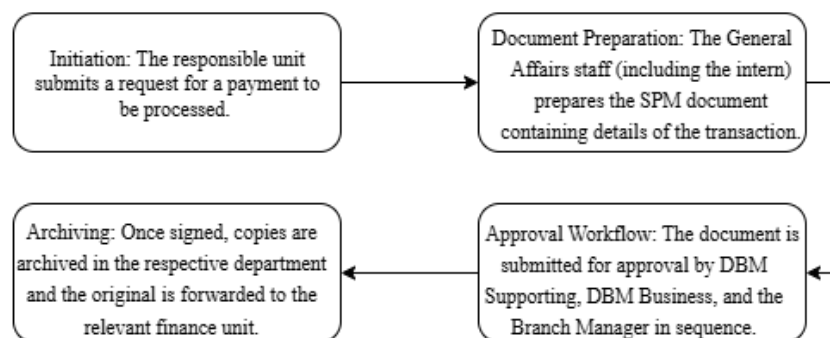 Initiation: The responsible unit
submits a request for a payment to
be processed.
Document Preparation: The General
Affairs staff (including the intern)
prepares the SPM document
containing details of the transaction.
Approval Workflow: The document is
submitted for approval by DBM
Supporting, DBM Business, and the
Branch Manager in sequence.
Archiving: Once signed, copies are
archived in the respective department
and the original is forwarded to the
relevant finance unit.